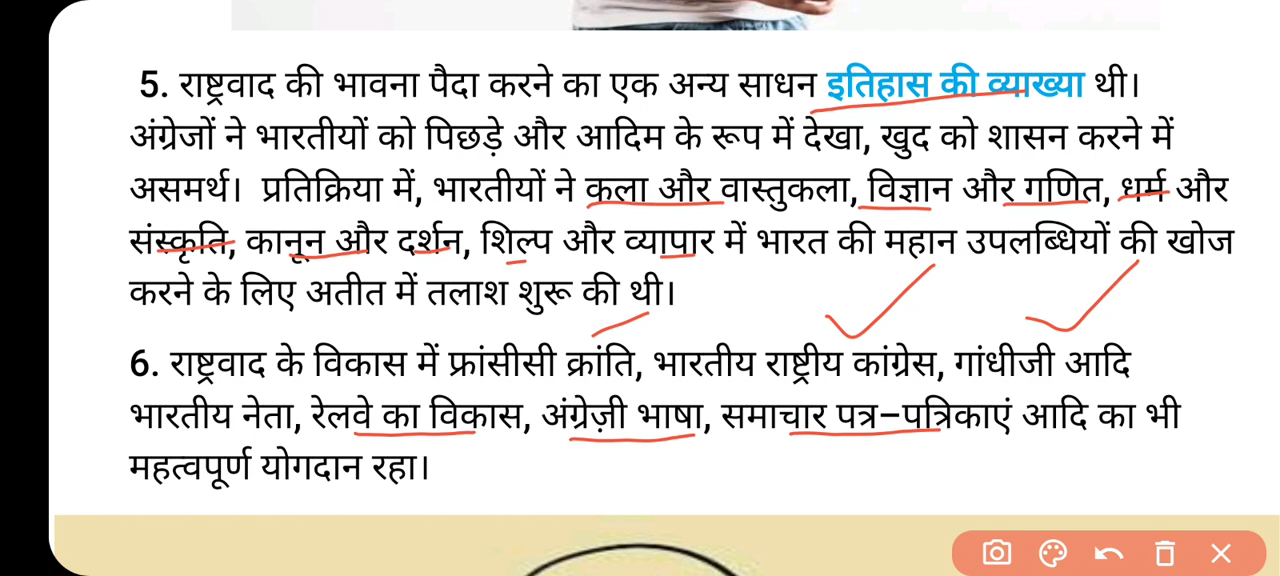 5. राष्ट्रवाद की भावना पैदा करने का एक अन्य साधन इतिहास की व्याख्या थी।
अंग्रेजों ने भारतीयों को पिछड़े और आदिम के रूप में देखा, खुद को शासन करने में
असमर्थ। प्रतिक्रिया में, भारतीयों ने कला और वास्तुकला, विज्ञान और गणित, धर्म और
संस्कृति, कानून और दर्शन, शिल्प और व्यापार में भारत की महान उपलब्धियों की खोज
करने के लिए अतीत में तलाश शुरू की थी।
6. राष्ट्रवाद के विकास में फ्रांसीसी क्रांति, भारतीय राष्ट्रीय कांग्रेस, गांधीजी आदि
भारतीय नेता, रेलवे का विकास, अंग्रेज़ी भाषा, समाचार पत्र–पत्रिकाएं आदि का भी
महत्वपूर्ण योगदान रहा।